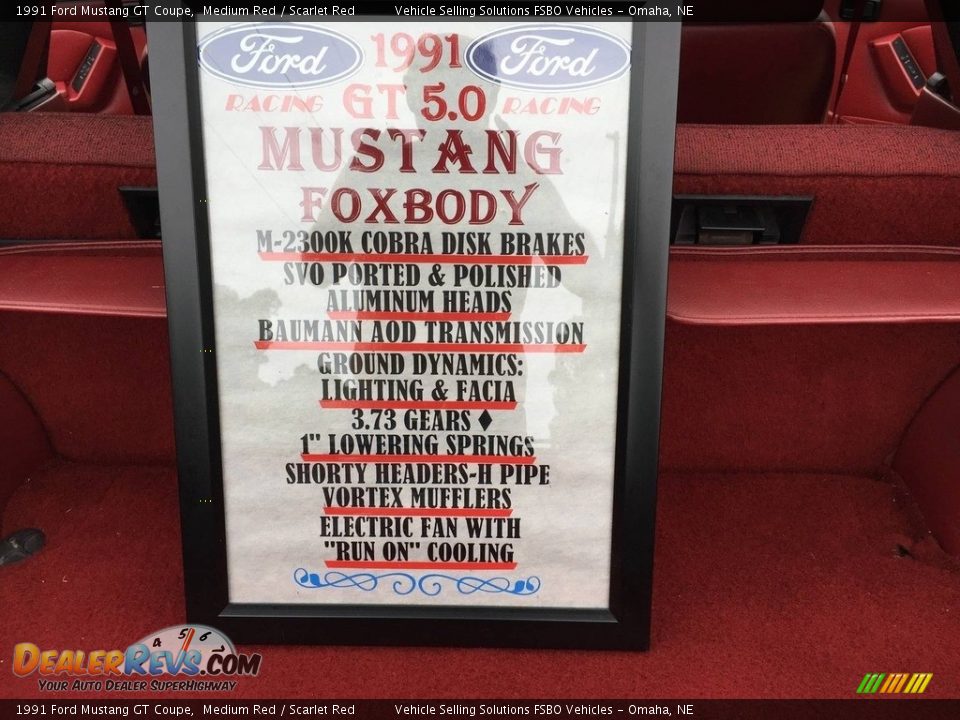 1991 Ford Mustang GT Coupe, Medium Red / Scarlet Red Vehicle Selling Solutions FSBO Vehicles - Omaha, NE
Ford 1991 Ford
RACING GT 5.0 RACING
MUSTANG
FOXBODY
M-2300K COBRA DISK BRAKES
SVO PORTED & POLISHED
ALUMINUM HEADS
BAUMANN AOD TRANSMISSION
GROUND DYNAMICS:
LIGHTING & FACIA
3.73 GEARS ♦
1" LOWERING SPRINGS
SHORTY HEADERS-H PIPE
VORTEX MUFFLERS
ELECTRIC FAN WITH
"RUN ON" COOLING
4 5 6
DEALERREVS.COM
YOUR AUTO DEALER SUPERHIGHWAY
1991 Ford Mustang GT Coupe, Medium Red / Scarlet Red Vehicle Selling Solutions FSBO Vehicles - Omaha, NE